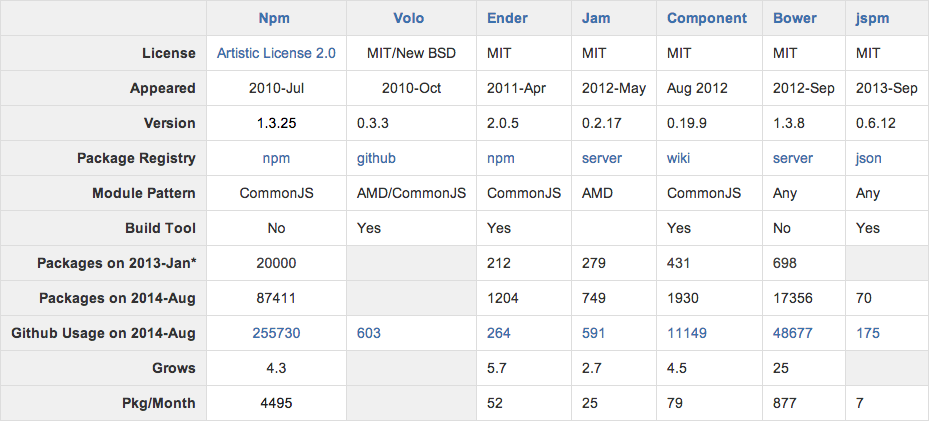 Npm Volo Ender Jam Component Bower jspm
License Artistic License 2.0 MIT/New BSD MIT MIT MIT MIT MIT
Appeared 2010-Jul 2010-Oct 2011-Apr 2012-May Aug 2012 2012-Sep 2013-Sep
Version 1.3.25 0.3.3 2.0.5 0.2.17 0.19.9 1.3.8 0.6.12
Package Registry npm github npm server wiki server json
Module Pattern CommonJS AMD/CommonJS CommonJS AMD CommonJS Any Any
Build Tool No Yes Yes Yes No Yes
Packages on 2013-Jan* 20000 212 279 431 698
Packages on 2014-Aug 87411 1204 749 1930 17356 70
Github Usage on 2014-Aug 255730 603 264 591 11149 48677 175
Grows 4.3 5.7 2.7 4.5 25
Pkg/Month 4495 52 25 79 877 7